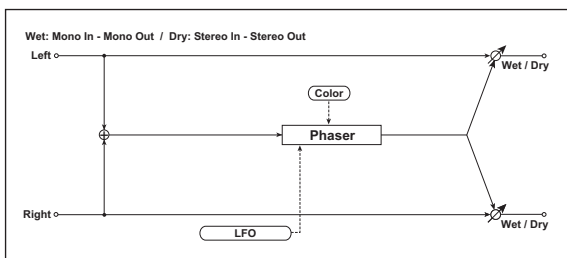 Wet: Mono In - Mono Out / Dry: Stereo In - Stereo Out
Left
Wet / Dry
Color
Phaser
Right
Wet / Dry
LFO